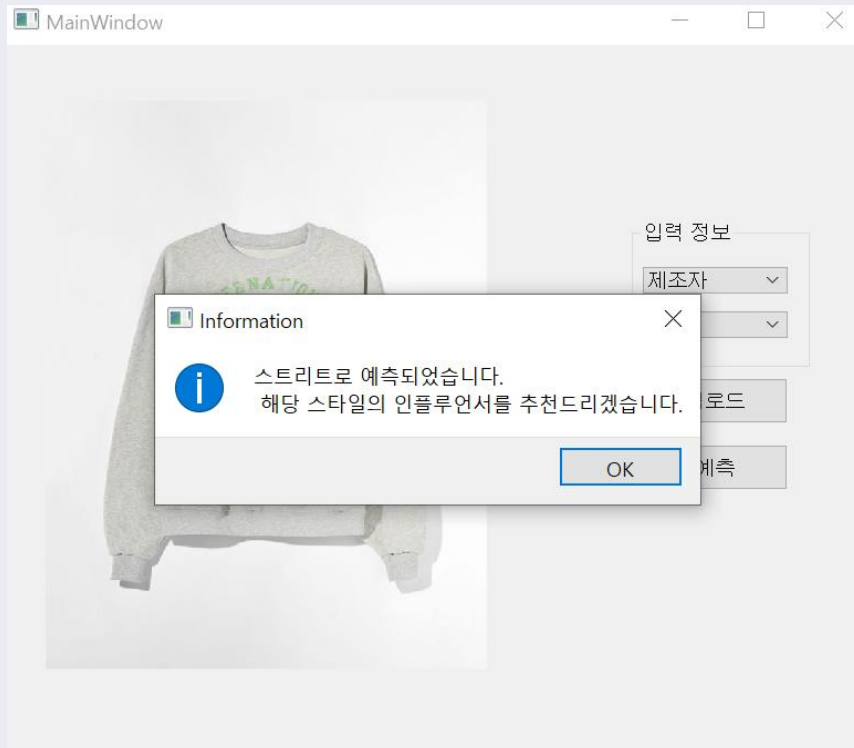 MainWindow
입력 정보
제조자
Information
스트리트로 예측되었습니다.
해당 스타일의 인플루언서를 추천드리겠습니다.
OK
로드
예측